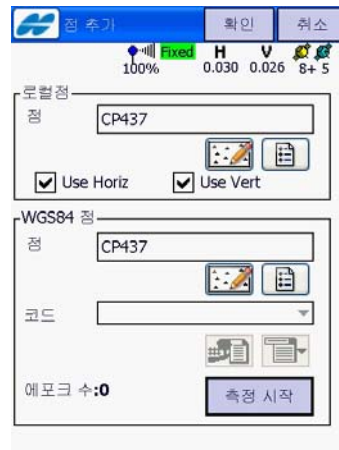 점 추가 확인 취소
Fixed H V
100% 0.030 0.026 8+ 5
로컬점
점 CP437
Use Horiz Use Vert
WGS84 점
점 CP437
코드
에포크 수:0 측정 시작